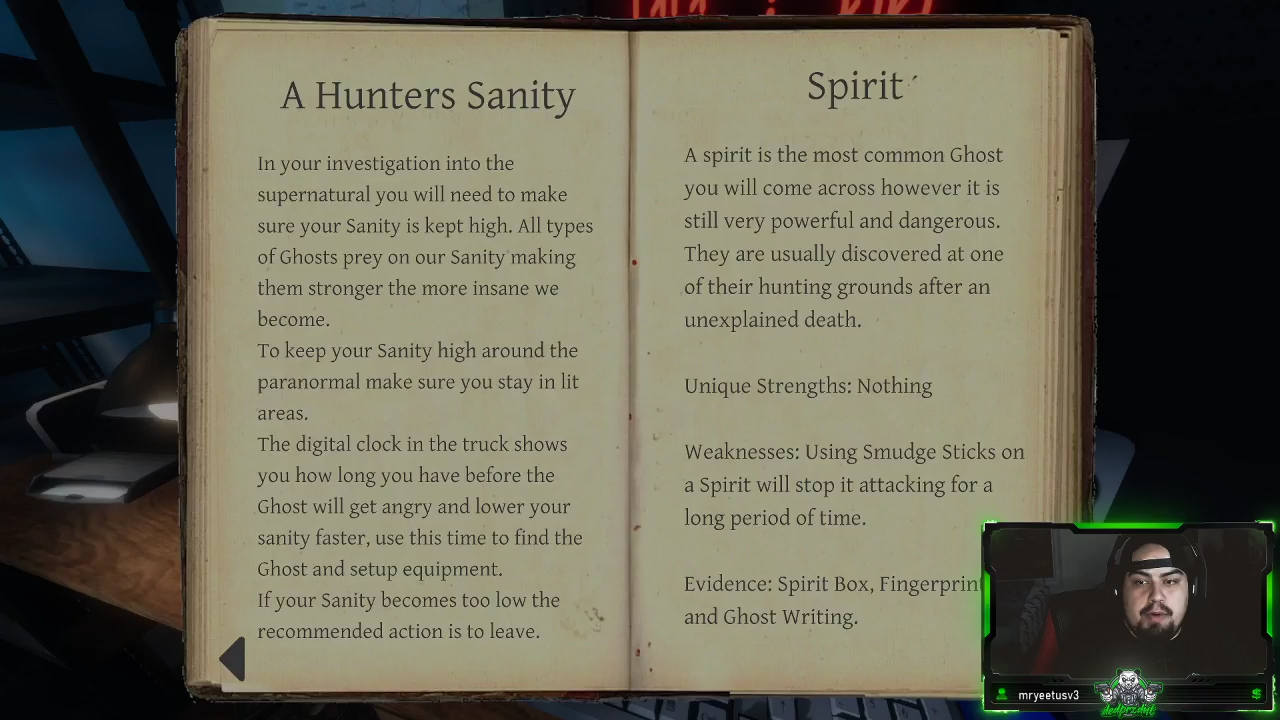 A Hunters Sanity
In your investigation into the
supernatural you will need to make
sure your Sanity is kept high. All types
of Ghosts prey on our Sanity making
them stronger the more insane we
become.
To keep your Sanity high around the
paranormal make sure you stay in lit
areas.
The digital clock in the truck shows
you how long you have before the
Ghost will get angry and lower your
sanity faster, use this time to find the
Ghost and setup equipment.
If your Sanity becomes too low the
recommended action is to leave.
Spirit
A spirit is the most common Ghost
you will come across however it is
still very powerful and dangerous.
They are usually discovered at one
of their hunting grounds after an
unexplained death.
Unique Strengths: Nothing
Weaknesses: Using Smudge Sticks on
a Spirit will stop it attacking for a
long period of time.
Evidence: Spirit Box, Fingerprin
and Ghost Writing.
mryeetusv3
$